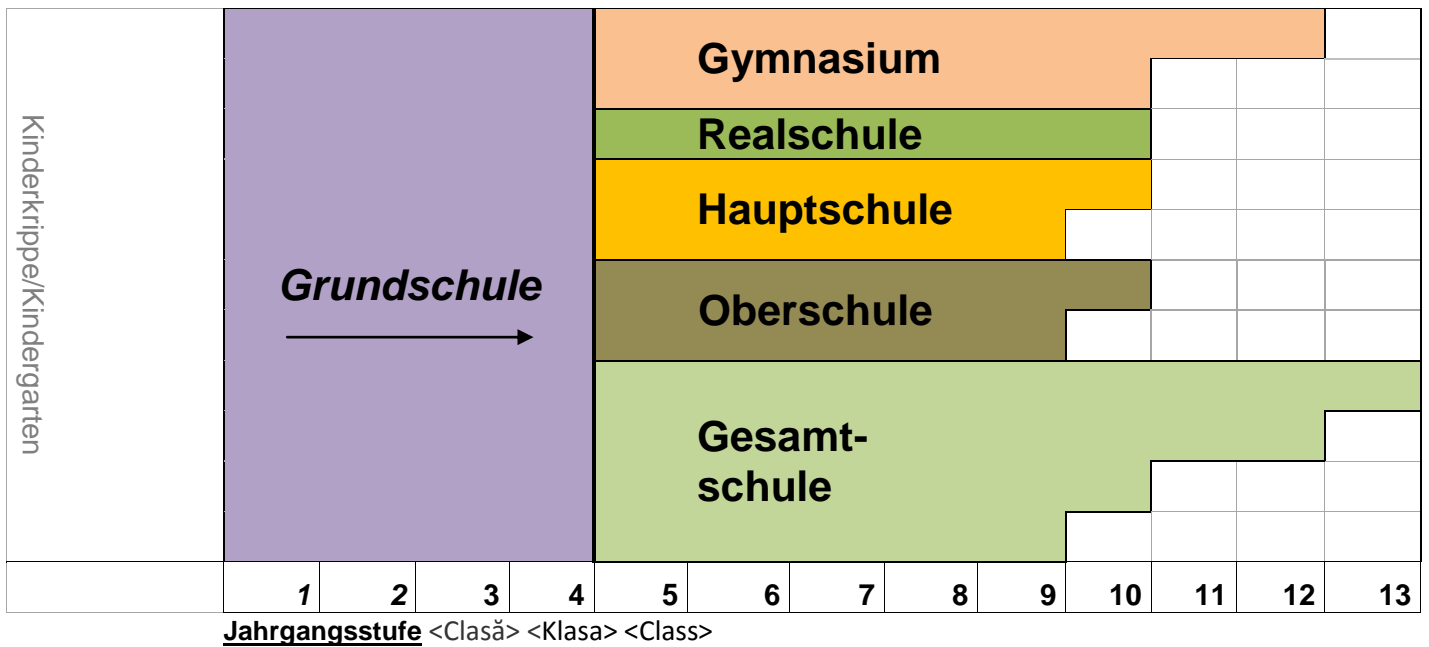 Kinderkrippe/Kindergarten
Grundschule
Gymnasium
Realschule
Hauptschule
Oberschule
Gesamt-
schule
1 2 3 4 5 6 7 8 9 10 11 12 13
Jahrgangsstufe <Clasă> <Klasa> <Class>